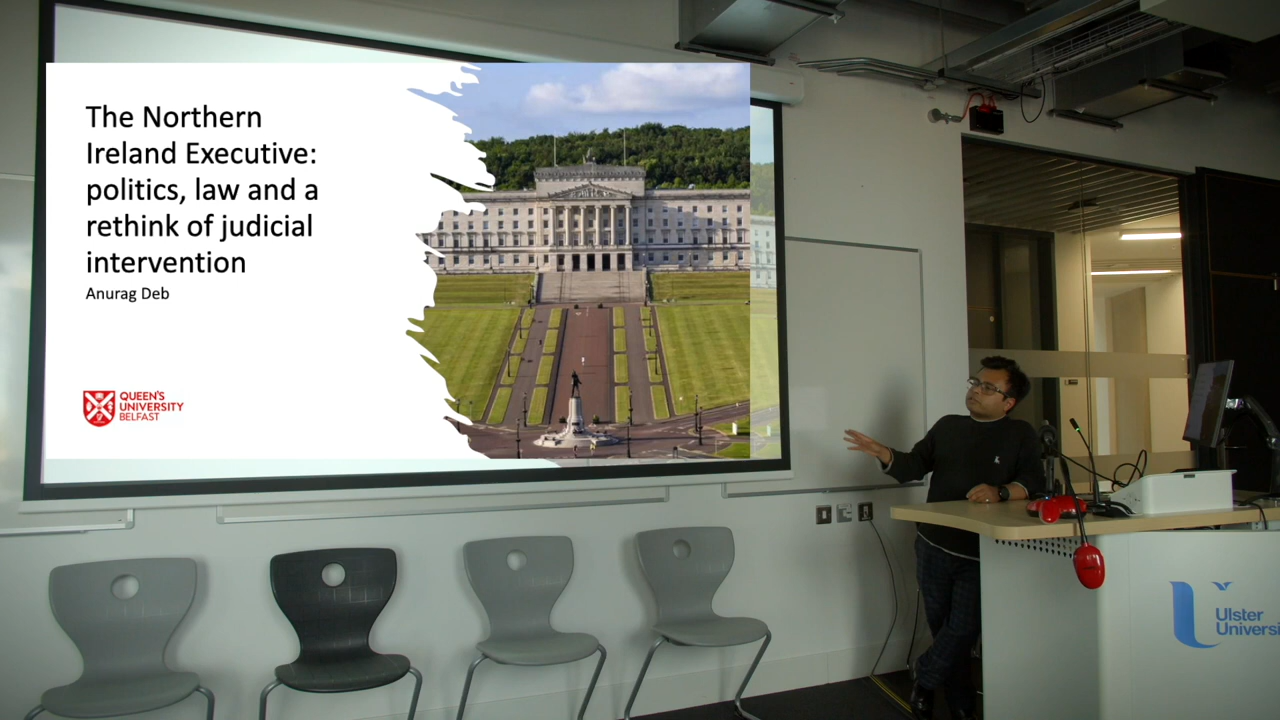 The Northern
Ireland Executive:
politics, law and a
rethink of judicial
intervention
Anurag Deb
QUEEN'S
UNIVERSITY
BELFAST
Ulster
Universi